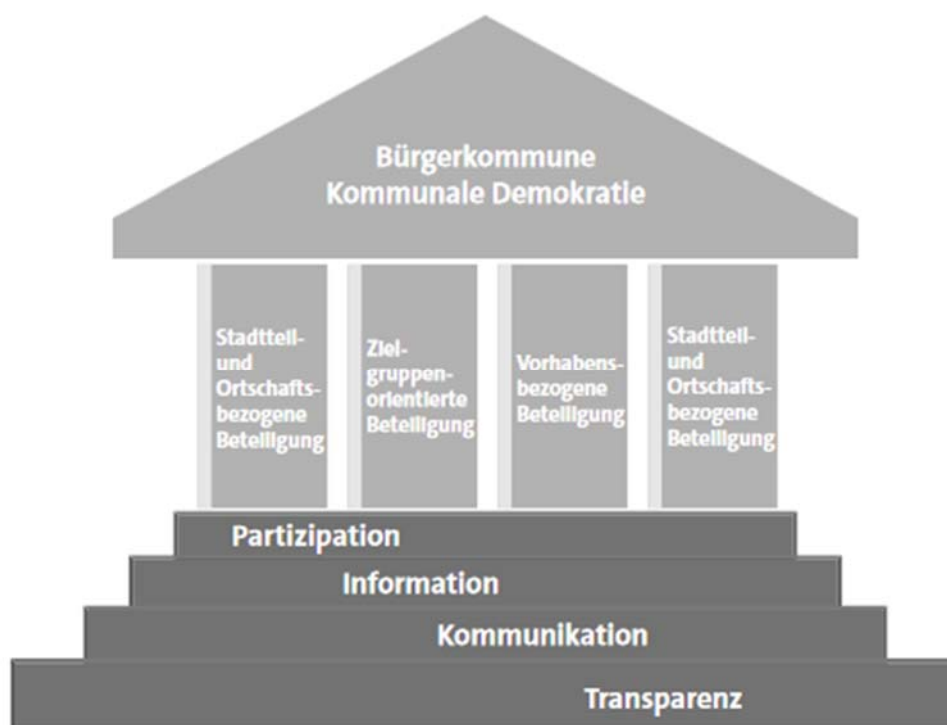 Bürgerkommune
Kommunale Demokratie
Stadtteil-
und
Ortschafts-
bezogene
Beteiligung
Ziel-
gruppen-
orientierte
Beteiligung
Vorhabens-
bezogene
Beteiligung
Stadtteil-
und
Ortschafts-
bezogene
Beteiligung
Partizipation
Information
Kommunikation
Transparenz